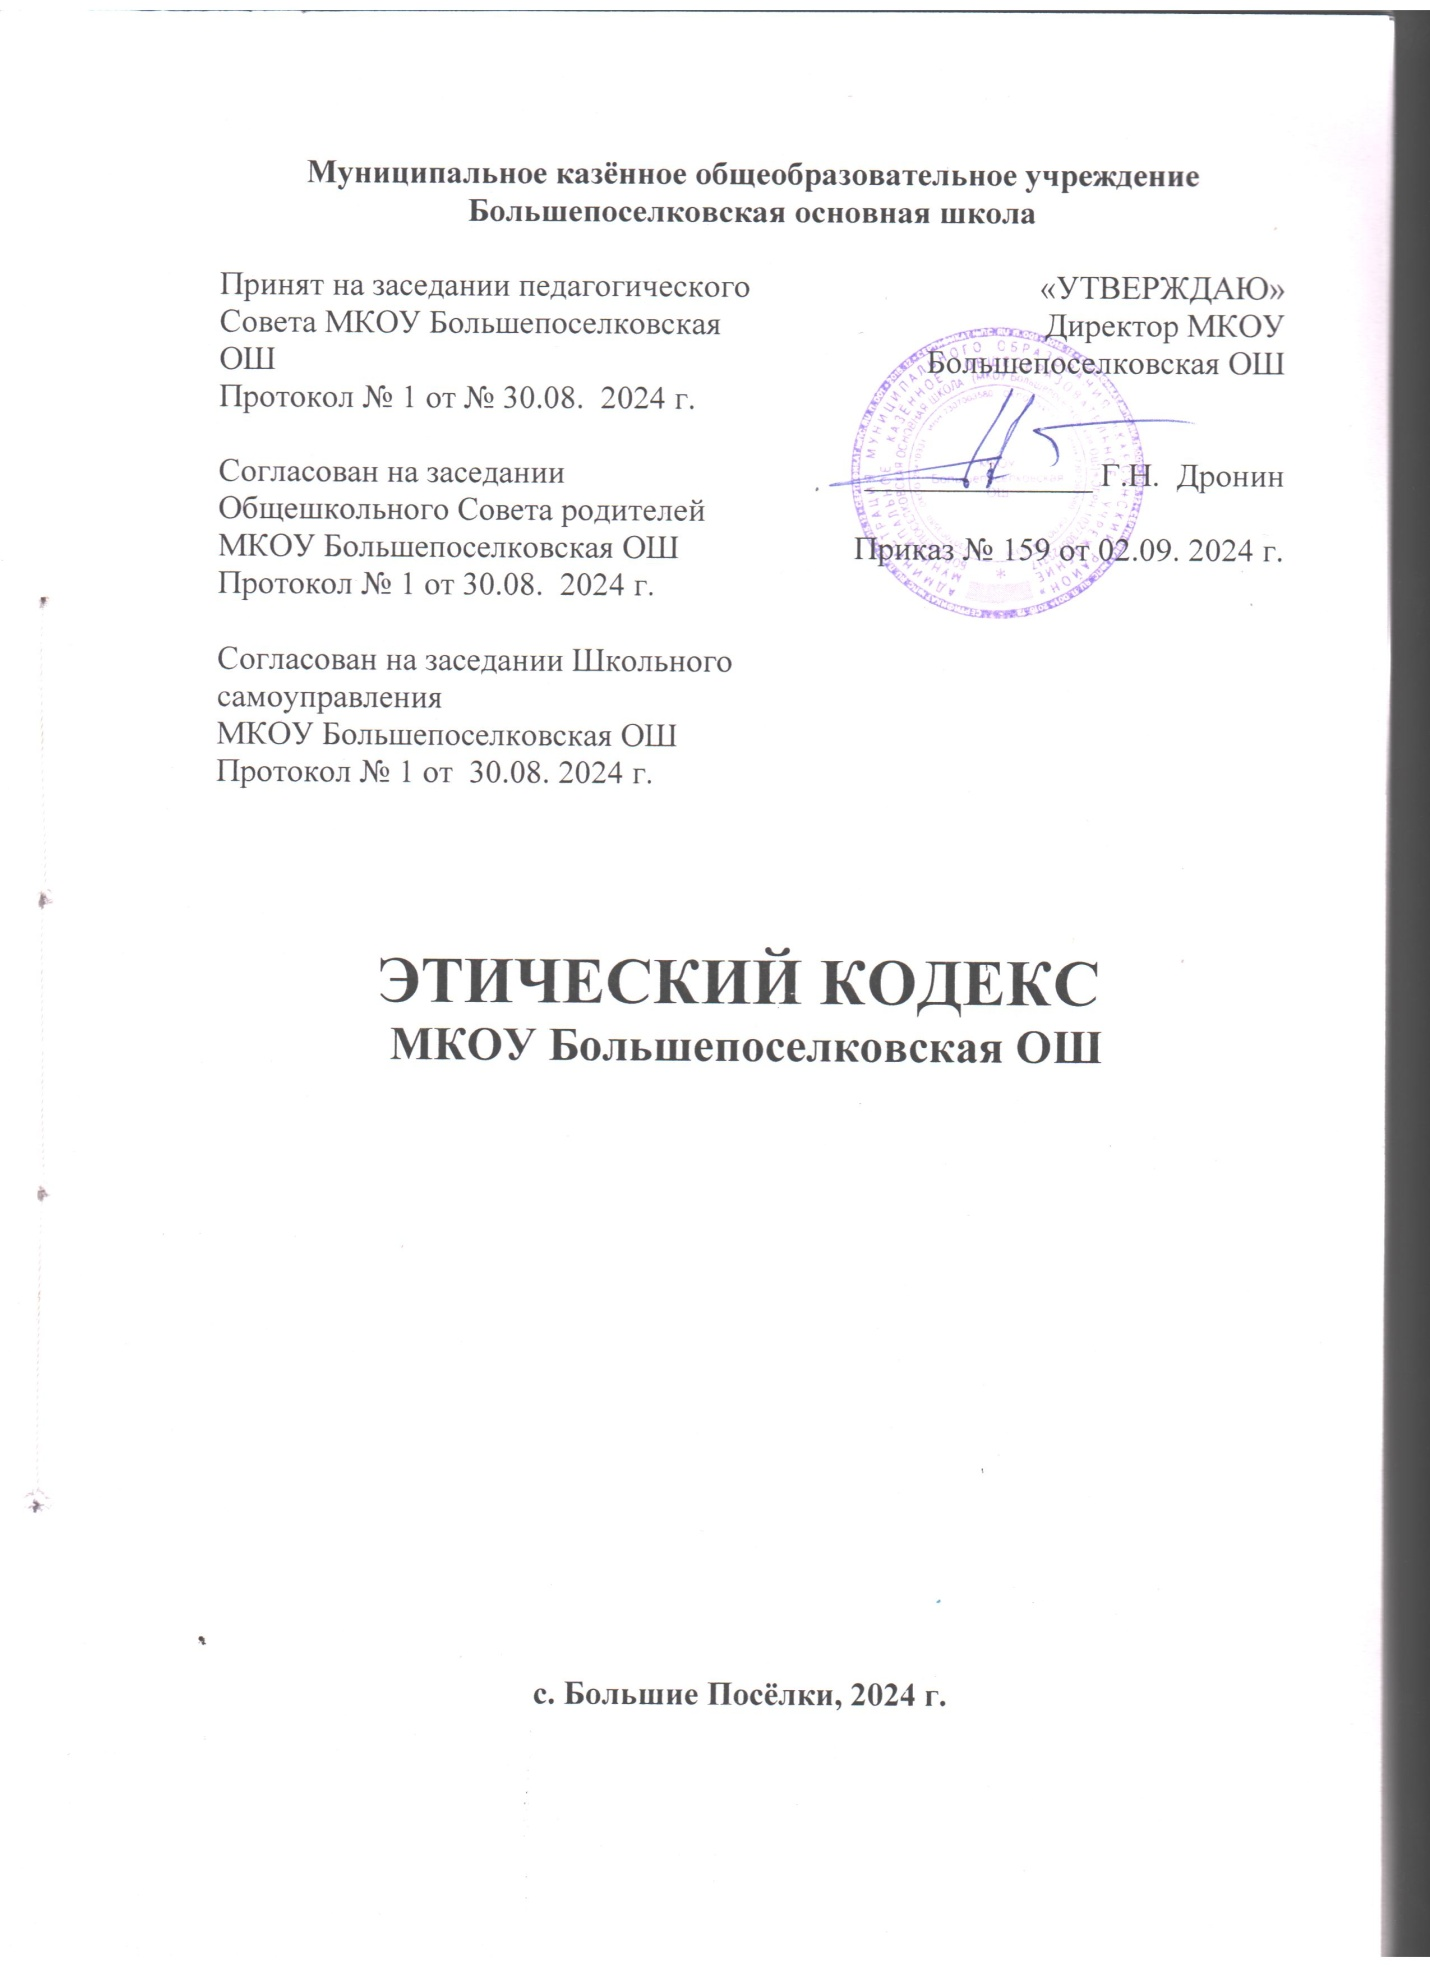 Муниципальное казённое общеобразовательное учреждение
Большепоселковская основная школа
Принят на заседании педагогического
Совета МКОУ Большепоселковская
ОШ
Протокол № 1 от № 30.08. 2024 г.
Согласован на заседании
Общешкольного Совета родителей
МКОУ Большепоселковская ОШ
Протокол № 1 от 30.08. 2024 г.
Согласован на заседании Школьного
самоуправления
МКОУ Большепоселковская ОШ
Протокол № 1 от 30.08. 2024 г.
«УТВЕРЖДАЮ»
Директор МКОУ
Большепоселковская ОШ
Г.Н. Дронин
Приказ № 159 от 02.09. 2024 г.
ЭТИЧЕСКИЙ КОДЕКС
МКОУ Большепоселковская ОШ
с. Большие Посёлки, 2024 г.